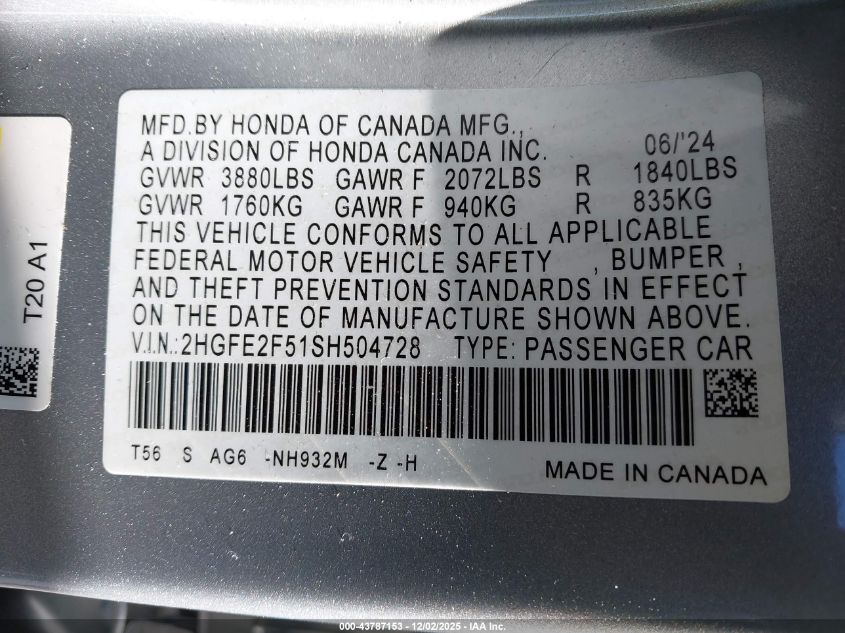 MFD.BY HONDA OF CANADA MFG.,
A DIVISION OF HONDA CANADA INC. 06/'24
GVWR 3880LBS GAWR F 2072LBS R 1840LBS
GVWR 1760KG GAWR F 940KG R 835KG
THIS VEHICLE CONFORMS TO ALL APPLICABLE
FEDERAL MOTOR VEHICLE SAFETY , BUMPER ,
AND THEFT PREVENTION STANDARDS IN EFFECT
ON THE DATE OF MANUFACTURE SHOWN ABOVE.
V.I.N.:2HGFE2F51SH504728 TYPE: PASSENGER CAR
T56 S AG6 -NH932M -Z -H
MADE IN CANADA
T20 A1
000-43787153 - 12/02/2025 - IAA Inc.